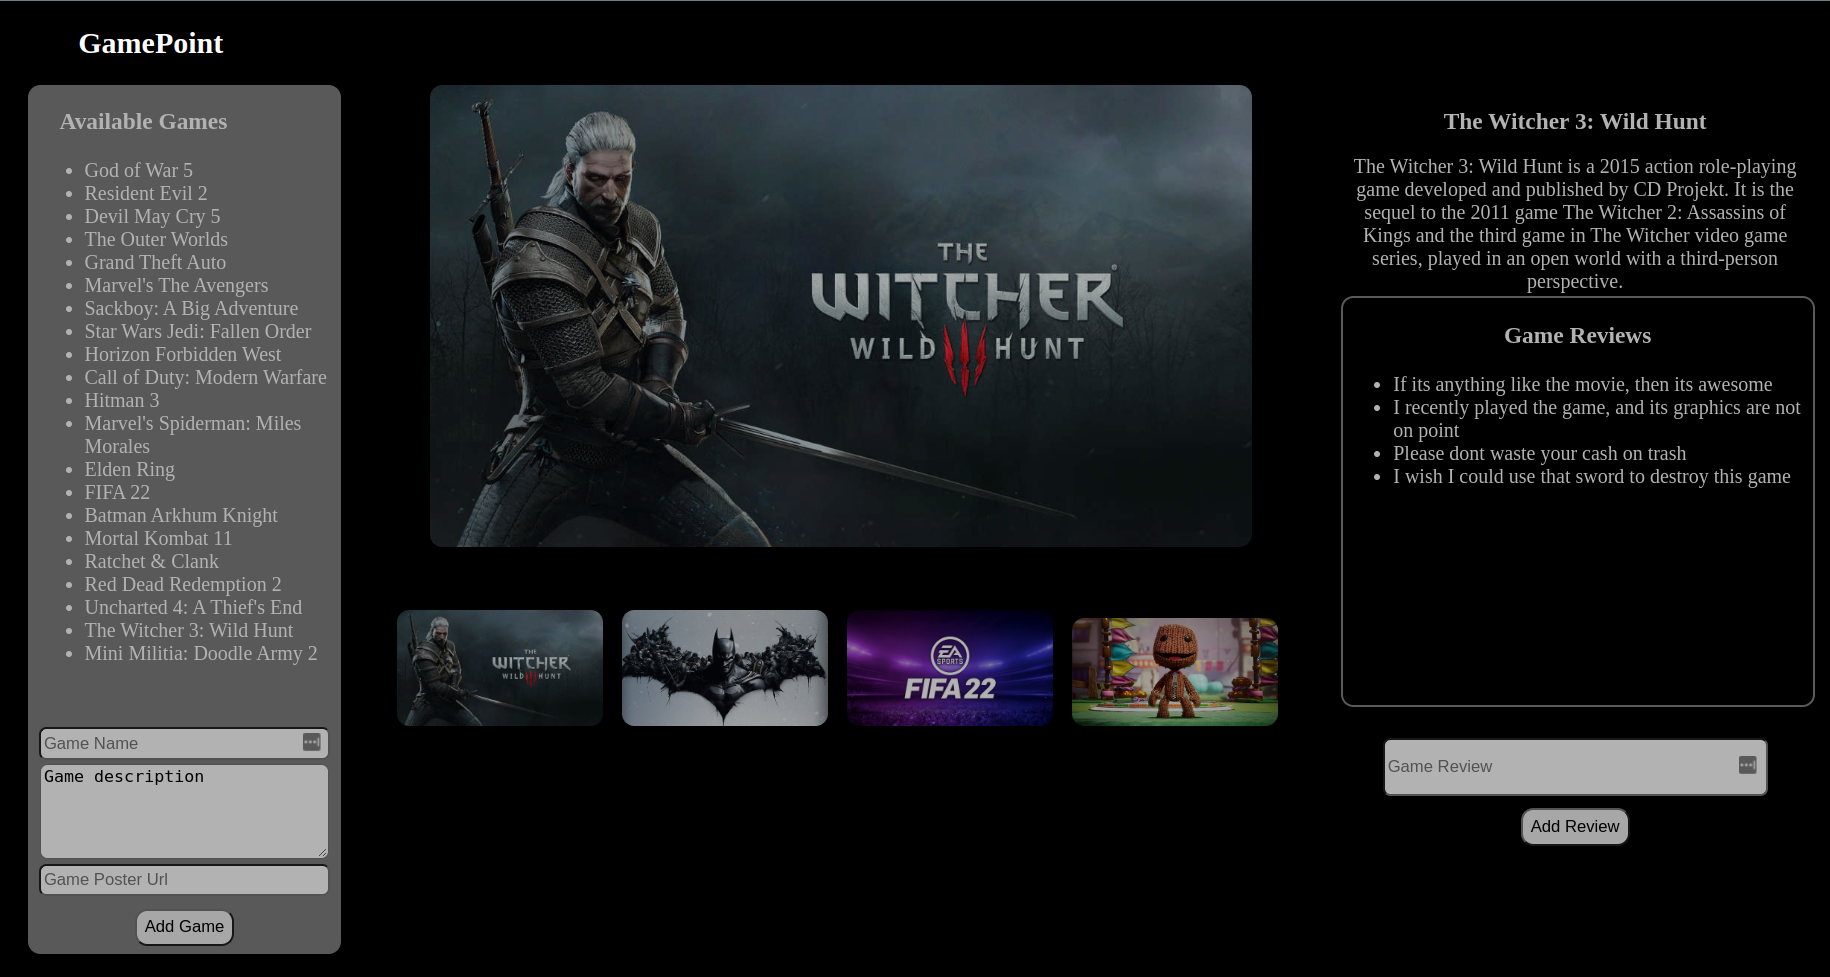 GamePoint
Available Games
God of War 5
Resident Evil 2
Devil May Cry 5
The Outer Worlds
Grand Theft Auto
Marvel's The Avengers
Sackboy: A Big Adventure
Star Wars Jedi: Fallen Order
Horizon Forbidden West
Call of Duty: Modern Warfare
Hitman 3
Marvel's Spiderman: Miles
Morales
Elden Ring
FIFA 22
Batman Arkhum Knight
Mortal Kombat 11
Ratchet & Clank
Red Dead Redemption 2
Uncharted 4: A Thief's End
The Witcher 3: Wild Hunt
Mini Militia: Doodle Army 2
Game Name
Game description
Game Poster Url
Add Game
THE
WITCHER
WILD HUNT
THE
WITCHER
WILD HUNT
EA
SPORTS
FIFA 22
The Witcher 3: Wild Hunt
The Witcher 3: Wild Hunt is a 2015 action role-playing
game developed and published by CD Projekt. It is the
sequel to the 2011 game The Witcher 2: Assassins of
Kings and the third game in The Witcher video game
series, played in an open world with a third-person
perspective.
Game Reviews
If its anything like the movie, then its awesome
I recently played the game, and its graphics are not
on point
Please dont waste your cash on trash
I wish I could use that sword to destroy this game
Game Review
Add Review